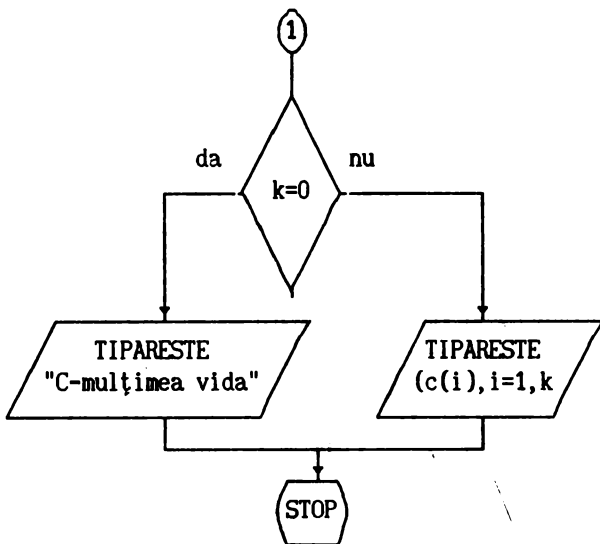 1
da
nu
k=0
TIPARESTE
"C-mulţimea vida"
TIPARESTE
(c(i),i=1,k
STOP